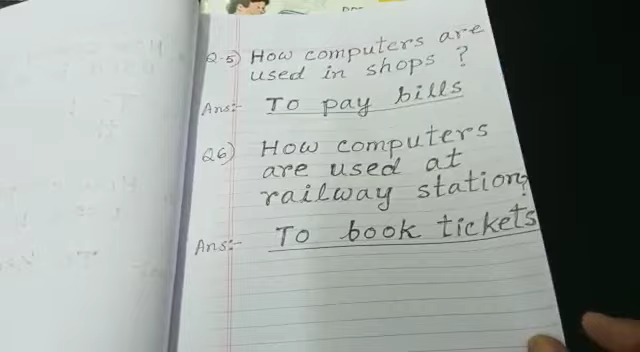 Q.5) How computers are
used in shops ?
Ans:- To pay bills
Q6) How computers
are used at
railway station?
Ans:- To book tickets